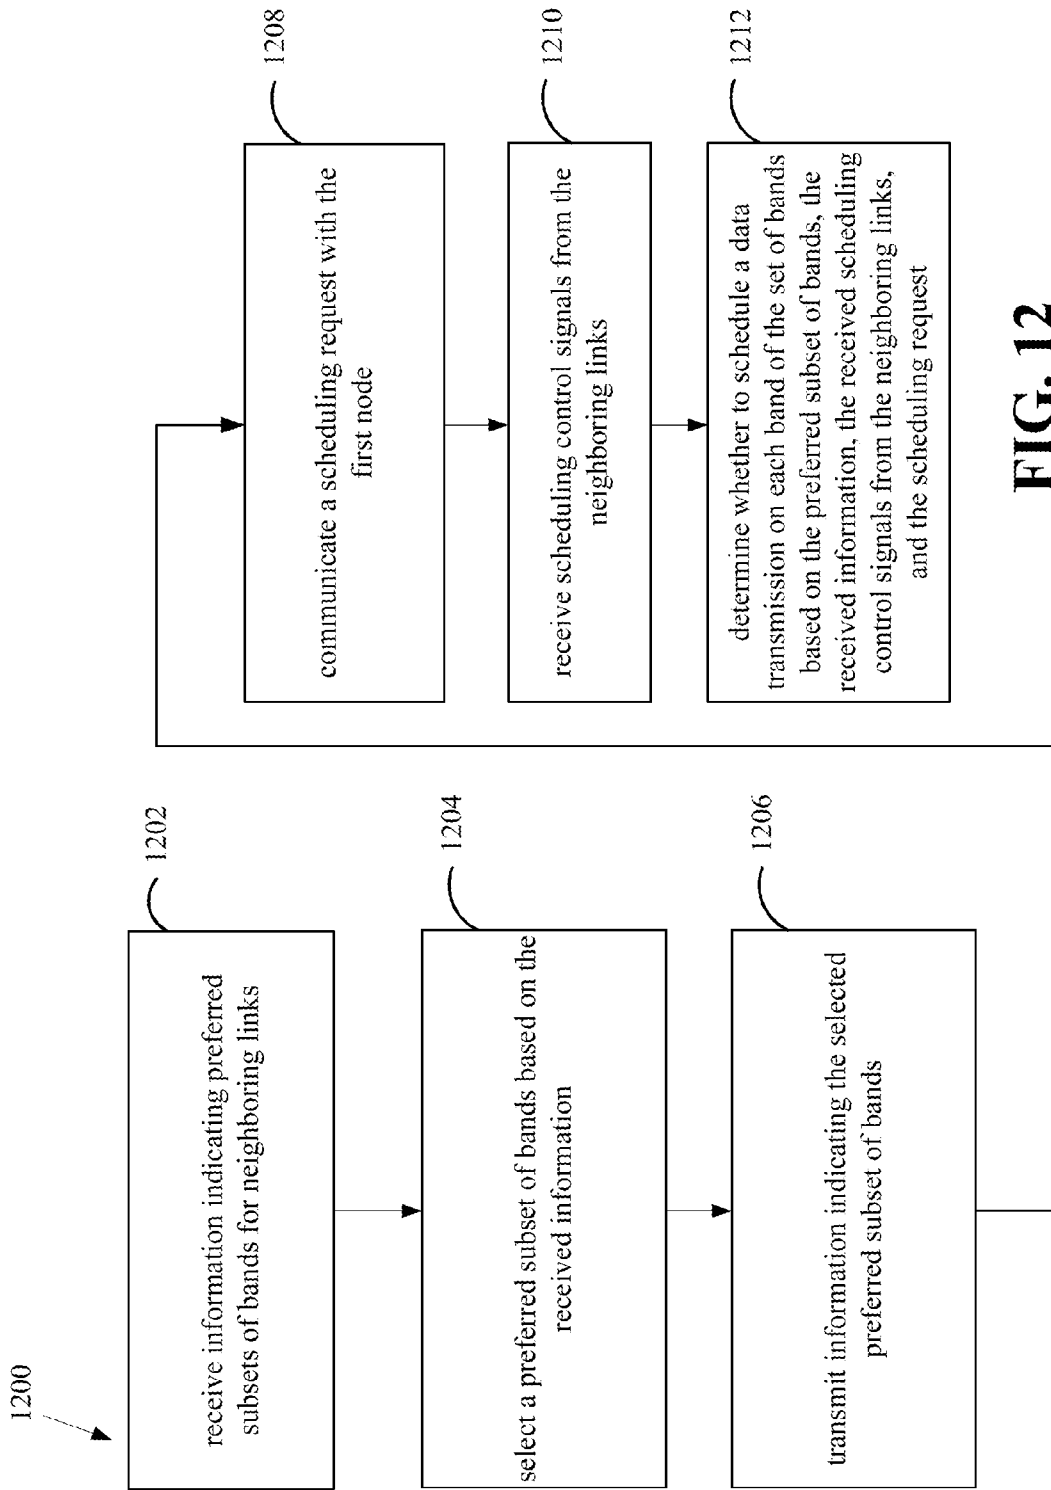 1200
1202
receive information indicating preferred
subsets of bands for neighboring links
1204
select a preferred subset of bands based on the
received information
1206
transmit information indicating the selected
preferred subset of bands
1208
communicate a scheduling request with the
first node
1210
receive scheduling control signals from the
neighboring links
1212
determine whether to schedule a data
transmission on each band of the set of bands
based on the preferred subset of bands, the
received information, the received scheduling
control signals from the neighboring links,
and the scheduling request
FIG. 12